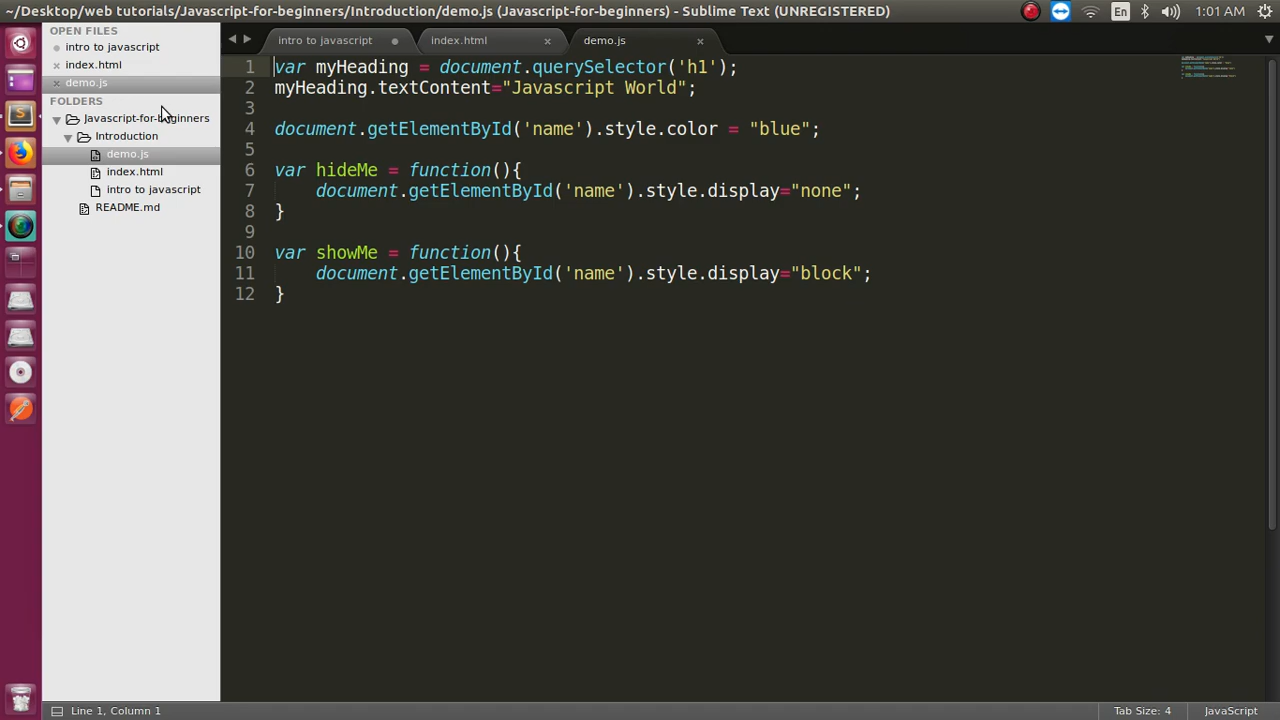 ~/Desktop/web tutorials/Javascript-for-beginners/Introduction/demo.js (Javascript-for-beginners) - Sublime Text (UNREGISTERED)
En
1:01 AM
OPEN FILES
intro to javascript
index.html
demo.js
FOLDERS
Javascript-for-beginners
Introduction
demo.js
index.html
intro to javascript
README.md
intro to javascript
index.html
demo.js
1 var myHeading = document.querySelector('h1');
2 myHeading.textContent="Javascript World";
3
4 document.getElementById('name').style.color = "blue";
5
6 var hideMe = function(){
7     document.getElementById('name').style.display="none";
8 }
9
10 var showMe = function(){
11     document.getElementById('name').style.display="block";
12 }
Line 1, Column 1
Tab Size: 4
JavaScript